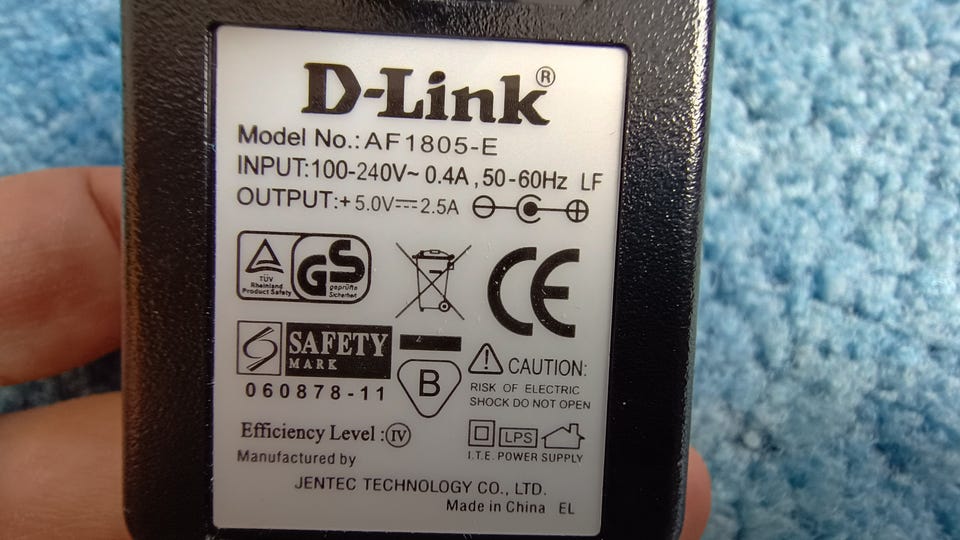 D-Link®
Model No.: AF1805-E
INPUT:100-240V~ 0.4A ,50-60Hz LF
OUTPUT:+5.0V⎓2.5A
TÜV
Rheinland
Product Safety
GS
geprüfte
Sicherheit
CE
SAFETY
MARK
060878-11
B
CAUTION:
RISK OF ELECTRIC
SHOCK DO NOT OPEN
Efficiency Level :IV
LPS
I.T.E. POWER SUPPLY
Manufactured by
JENTEC TECHNOLOGY CO., LTD.
Made in China EL